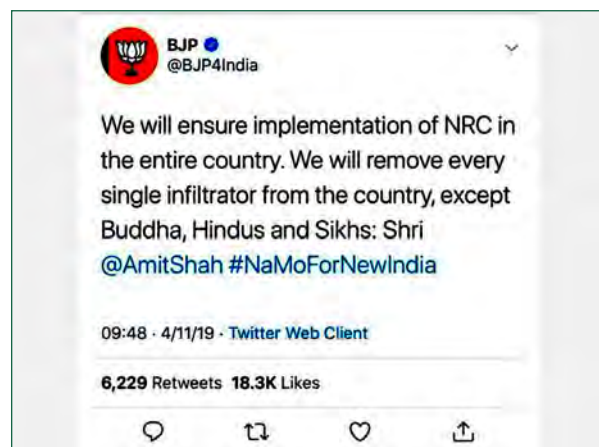 BJP
@BJP4India
We will ensure implementation of NRC in
the entire country. We will remove every
single infiltrator from the country, except
Buddha, Hindus and Sikhs: Shri
@AmitShah #NaMoForNewIndia
09:48 · 4/11/19 · Twitter Web Client
6,229 Retweets 18.3K Likes